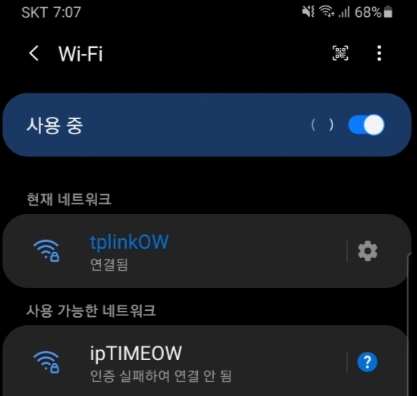 SKT 7:07 68%
Wi-Fi
사용 중
현재 네트워크
tplinkOW
연결됨
사용 가능한 네트워크
ipTIMEOW
인증 실패하여 연결 안 됨